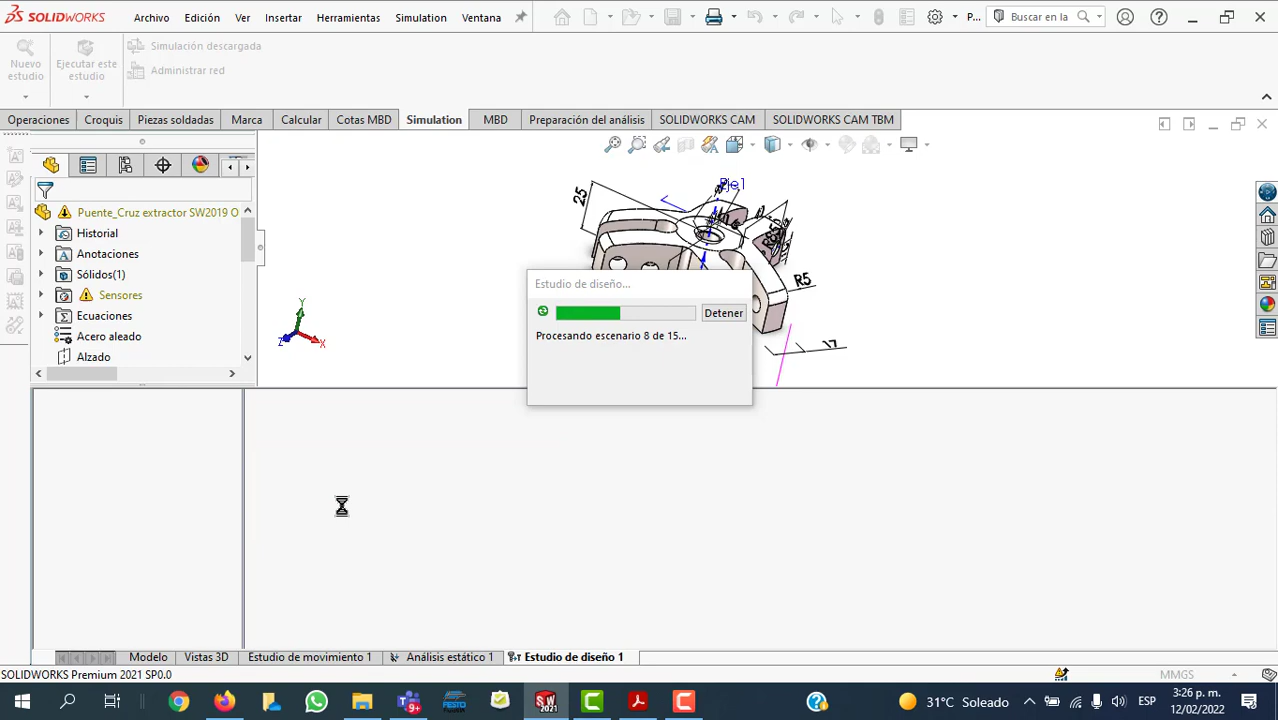 SOLIDWORKS Archivo Edición Ver Insertar Herramientas Simulation Ventana P... Buscar en la
Nuevo estudio
Ejecutar este estudio
Simulación descargada
Administrar red
Operaciones Croquis Piezas soldadas Marca Calcular Cotas MBD Simulation MBD Preparación del análisis SOLIDWORKS CAM SOLIDWORKS CAM TBM
Puente_Cruz extractor SW2019 O
Historial
Anotaciones
Sólidos(1)
Sensores
Ecuaciones
Acero aleado
Alzado
Eje1
25
R5
17
Y
Z
X
Estudio de diseño...
Detener
Procesando escenario 8 de 15...
Modelo Vistas 3D Estudio de movimiento 1 Análisis estático 1 Estudio de diseño 1
SOLIDWORKS Premium 2021 SP0.0 MMGS
9+ SW 2021 31°C Soleado ESP 3:26 p. m.
12/02/2022